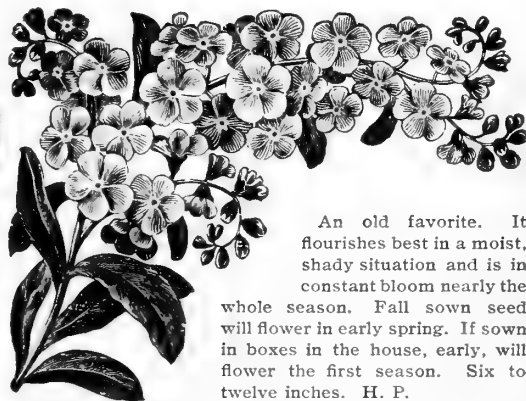 An old favorite. It
flourishes best in a moist,
shady situation and is in
constant bloom nearly the
whole season. Fall sown seed
will flower in early spring. If sown
in boxes in the house, early, will
flower the first season. Six to
twelve inches. H. P.